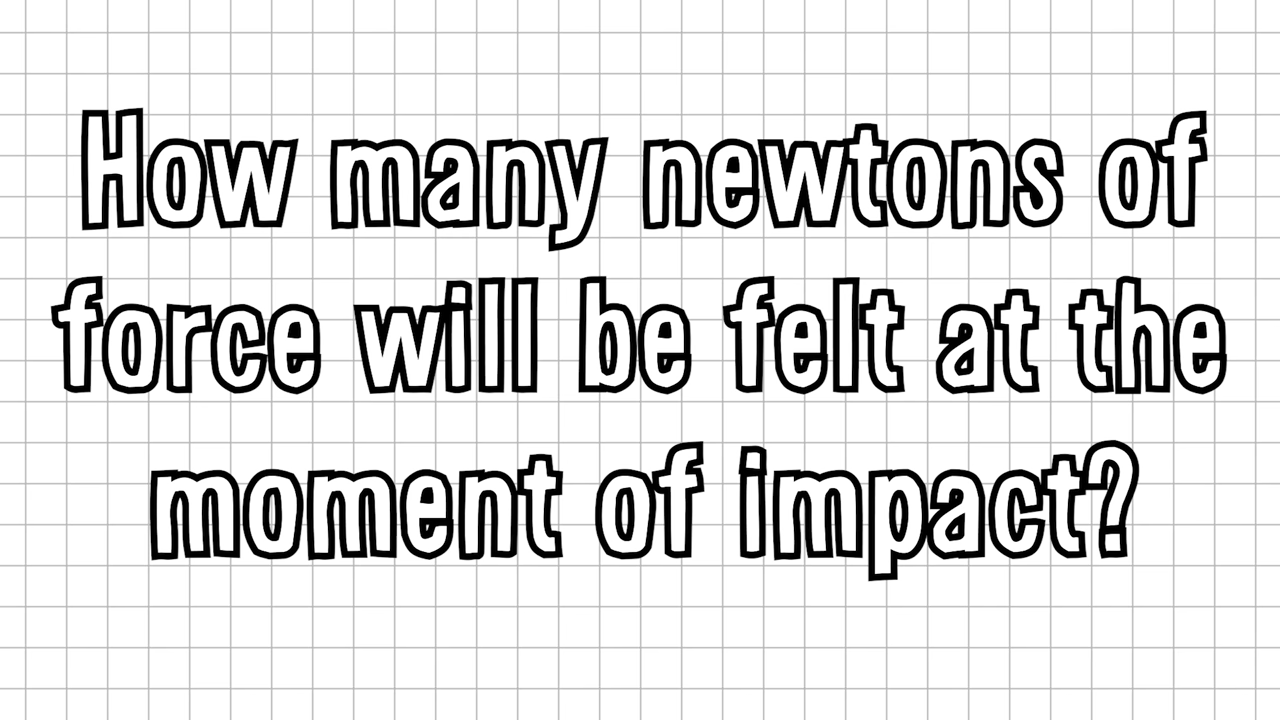 How many newtons of
force will be felt at the
moment of impact?